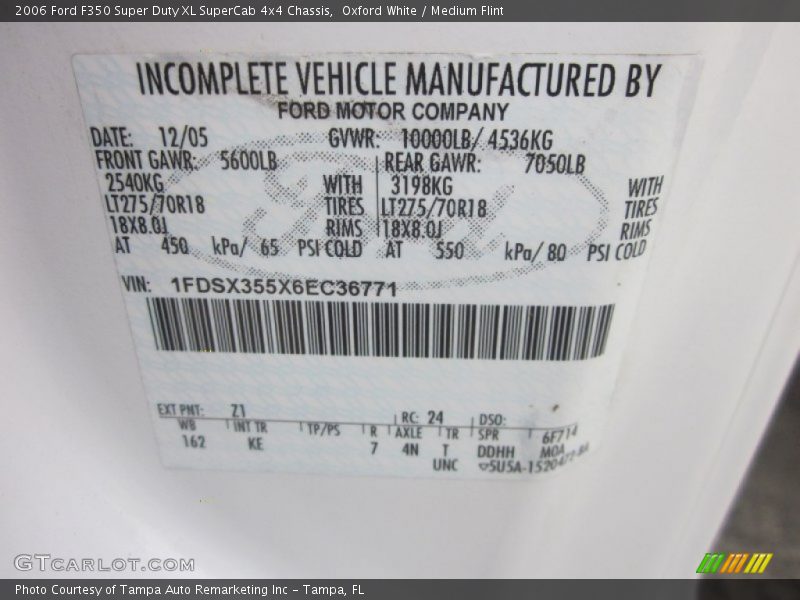 2006 Ford F350 Super Duty XL SuperCab 4x4 Chassis,  Oxford White / Medium Flint
INCOMPLETE VEHICLE MANUFACTURED BY
FORD MOTOR COMPANY
DATE: 12/05 GVWR: 10000LB/ 4536KG
FRONT GAWR: 5600LB REAR GAWR: 7050LB
2540KG WITH 3198KG WITH
LT275/70R18 TIRES LT275/70R18 TIRES
18X8.0J RIMS 18X8.0J RIMS
AT 450 kPa/ 65 PSI COLD AT 550 kPa/ 80 PSI COLD
VIN: 1FDSX355X6EC36771
EXT PNT: Z1 RC: 24 DSO:
WB INT TR TP/PS R AXLE TR SPR 6F714
162 KE 7 4N T DDHH MOA
UNC
GTCARLOT.COM
Photo Courtesy of Tampa Auto Remarketing Inc – Tampa, FL